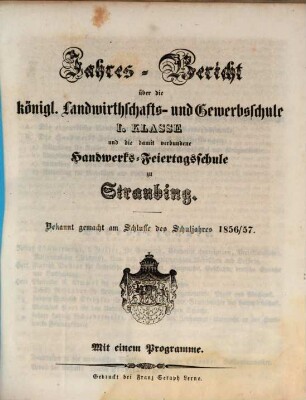 Jahres-Bericht
über die
königl. Landwirthschafts- und Gewerbsschule
I. KLASSE
und die damit verbundene
Handwerks-Feiertagsschule
zu
Straubing.
Bekannt gemacht am Schlusse des Schuljahres 1856/57.
Mit einem Programme.
Gedruckt bei Franz Seraph Lerno.